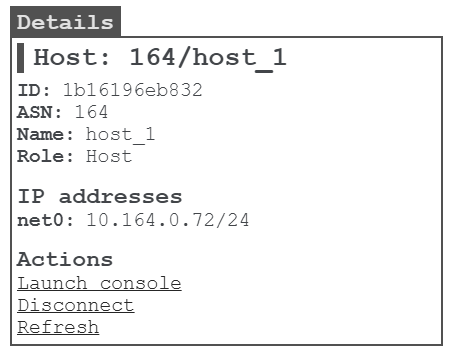 Details
Host: 164/host_1
ID: 1b16196eb832
ASN: 164
Name: host_1
Role: Host
IP addresses
net0: 10.164.0.72/24
Actions
Launch console
Disconnect
Refresh